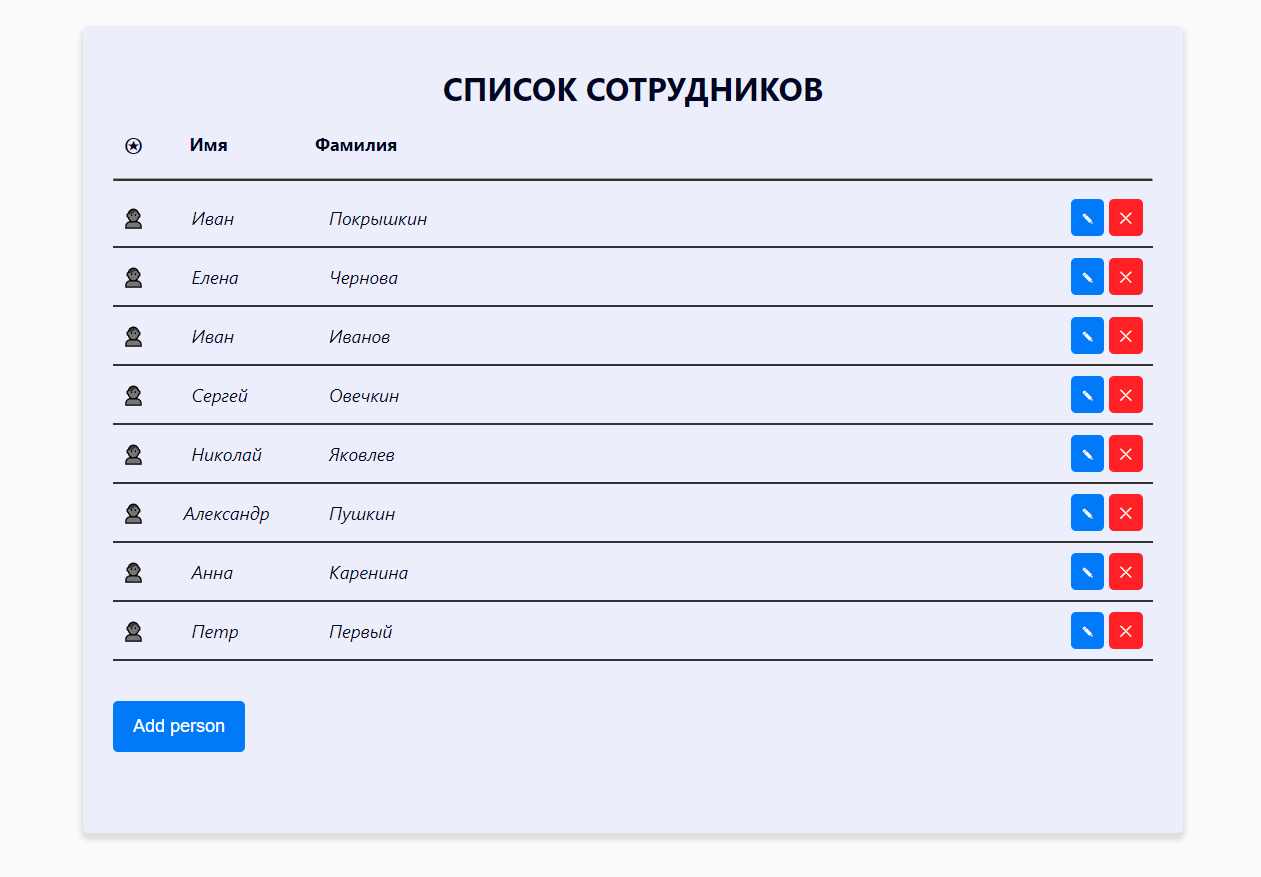 СПИСОК СОТРУДНИКОВ
Имя Фамилия
Иван Покрышкин
Елена Чернова
Иван Иванов
Сергей Овечкин
Николай Яковлев
Александр Пушкин
Анна Каренина
Петр Первый
Add person